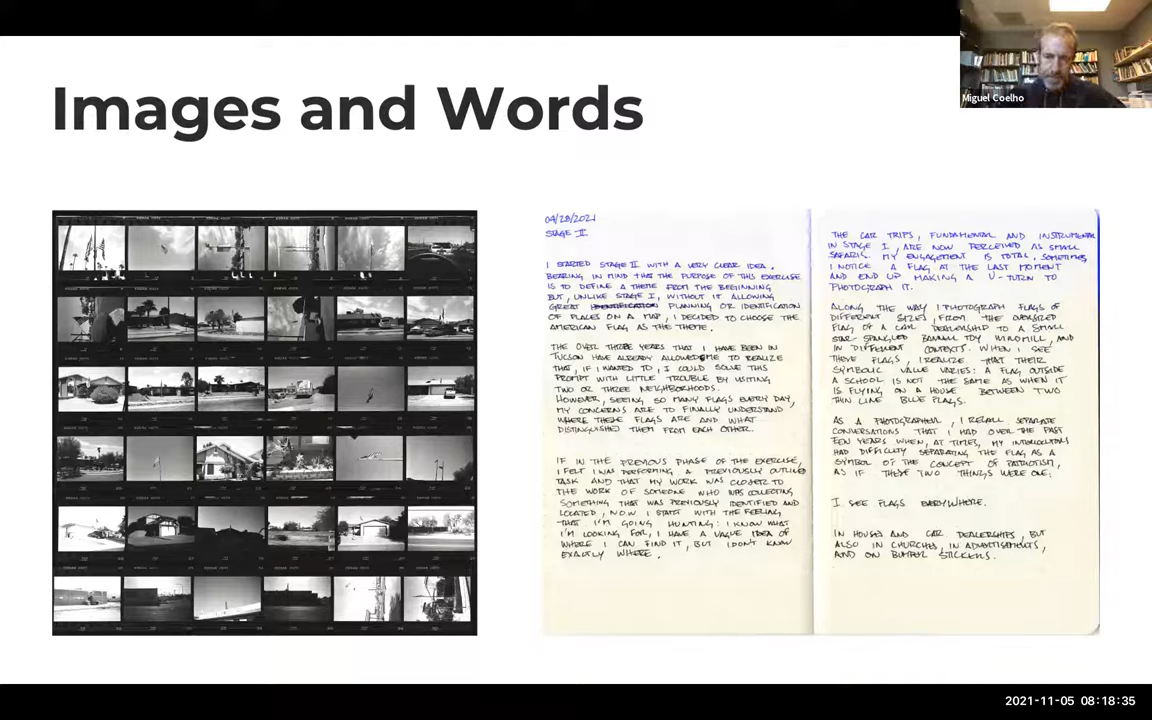 Images and Words
Miguel Coelho
04/28/2021
STAGE II
I STARTED STAGE II WITH A VERY CLEAR IDEA.
BEARING IN MIND THAT THE PURPOSE OF THIS EXERCISE
IS TO DEFINE A THEME FROM THE BEGINNING
BUT, UNLIKE STAGE I, WITHOUT IT ALLOWING
GREAT PLANNING OR IDENTIFICATION
OF PLACES ON A MAP, I DECIDED TO CHOOSE THE
AMERICAN FLAG AS THE THEME.
THE OVER THREE YEARS THAT I HAVE BEEN IN
TUCSON HAVE ALREADY ALLOWED ME TO REALIZE
THAT, IF I WANTED TO, I COULD SOLVE THIS
PROMPT WITH LITTLE TROUBLE BY VISITING
TWO OR THREE NEIGHBORHOODS.
HOWEVER, SEEING SO MANY FLAGS EVERY DAY,
MY CONCERNS ARE TO FINALLY UNDERSTAND
WHERE THESE FLAGS ARE AND WHAT
DISTINGUISHES THEM FROM EACH OTHER.
IF IN THE PREVIOUS PHASE OF THE EXERCISE,
I FELT I WAS PERFORMING A PREVIOUSLY OUTLINED
TASK AND THAT MY WORK WAS CLOSER TO
THE WORK OF SOMEONE WHO WAS COLLECTING
SOMETHING THAT WAS PREVIOUSLY IDENTIFIED AND
LOCATED, NOW I START WITH THE FEELING
THAT I'M GOING HUNTING: I KNOW WHAT
I'M LOOKING FOR, I HAVE A VAGUE IDEA OF
WHERE I CAN FIND IT, BUT I DON'T KNOW
EXACTLY WHERE.
THE CAR TRIPS, FUNDAMENTAL AND INSTRUMENTAL
IN STAGE I, ARE NOW PERCEIVED AS SMALL
SAFARIS. MY ENGAGEMENT IS TOTAL, SOMETIMES
I NOTICE A FLAG AT THE LAST MOMENT
AND END UP MAKING A U-TURN TO
PHOTOGRAPH IT.
ALONG THE WAY I PHOTOGRAPH FLAGS OF
DIFFERENT SIZES, FROM THE OVERSIZED
FLAG OF A CAR DEALERSHIP TO A SMALL
STAR SPANGLED BANNER TOY WINDMILL, AND
IN DIFFERENT CONTEXTS. WHEN I SEE
THESE FLAGS, I REALIZE THAT THEIR
SYMBOLIC VALUE VARIES: A FLAG OUTSIDE
A SCHOOL IS NOT THE SAME AS WHEN IT
IS FLYING ON A HOUSE BETWEEN TWO
THIN LINE BLUE FLAGS.
AS A PHOTOGRAPHER, I RECALL SEPARATE
CONVERSATIONS THAT I HAD OVER THE PAST
TEN YEARS WHEN, AT TIMES, MY INTERLOCUTORS
HAD DIFFICULTY SEPARATING THE FLAG AS A
SYMBOL OF THE CONCEPT OF PATRIOTISM,
AS IF THESE TWO THINGS WERE ONE.
I SEE FLAGS EVERYWHERE.
IN HOUSES AND CAR DEALERSHIPS, BUT
ALSO IN CHURCHES, IN ADVERTISEMENTS,
AND ON BUMPER STICKERS.
2021-11-05 08:18:35